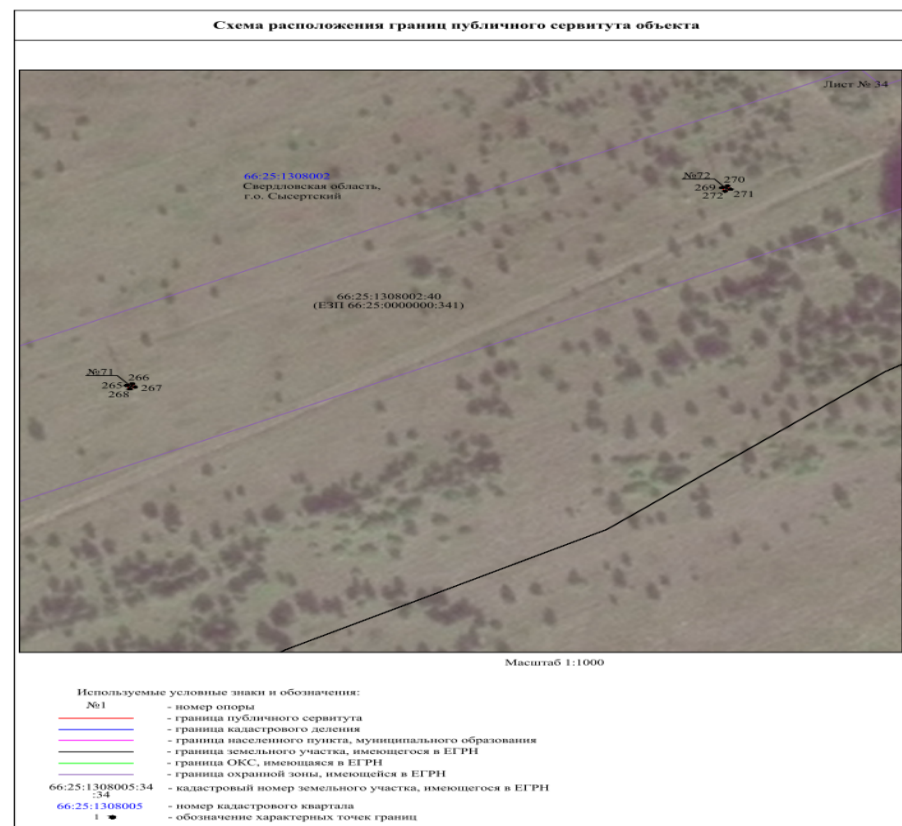 Схема расположения границ публичного сервитута объекта
Лист № 34
66:25:1308002
Свердловская область,
г.о. Сысертский
№72
270
269
271
272
66:25:1308002:40
(ЕЗП 66:25:0000000:341)
№71
266
265
267
268
Масштаб 1:1000
Используемые условные знаки и обозначения:
№1 - номер опоры
- граница публичного сервитута
- граница кадастрового деления
- граница населенного пункта, муниципального образования
- граница земельного участка, имеющегося в ЕГРН
- граница ОКС, имеющаяся в ЕГРН
- граница охранной зоны, имеющейся в ЕГРН
66:25:1308005:34 - кадастровый номер земельного участка, имеющегося в ЕГРН
:34
66:25:1308005 - номер кадастрового квартала
1 - обозначение характерных точек границ